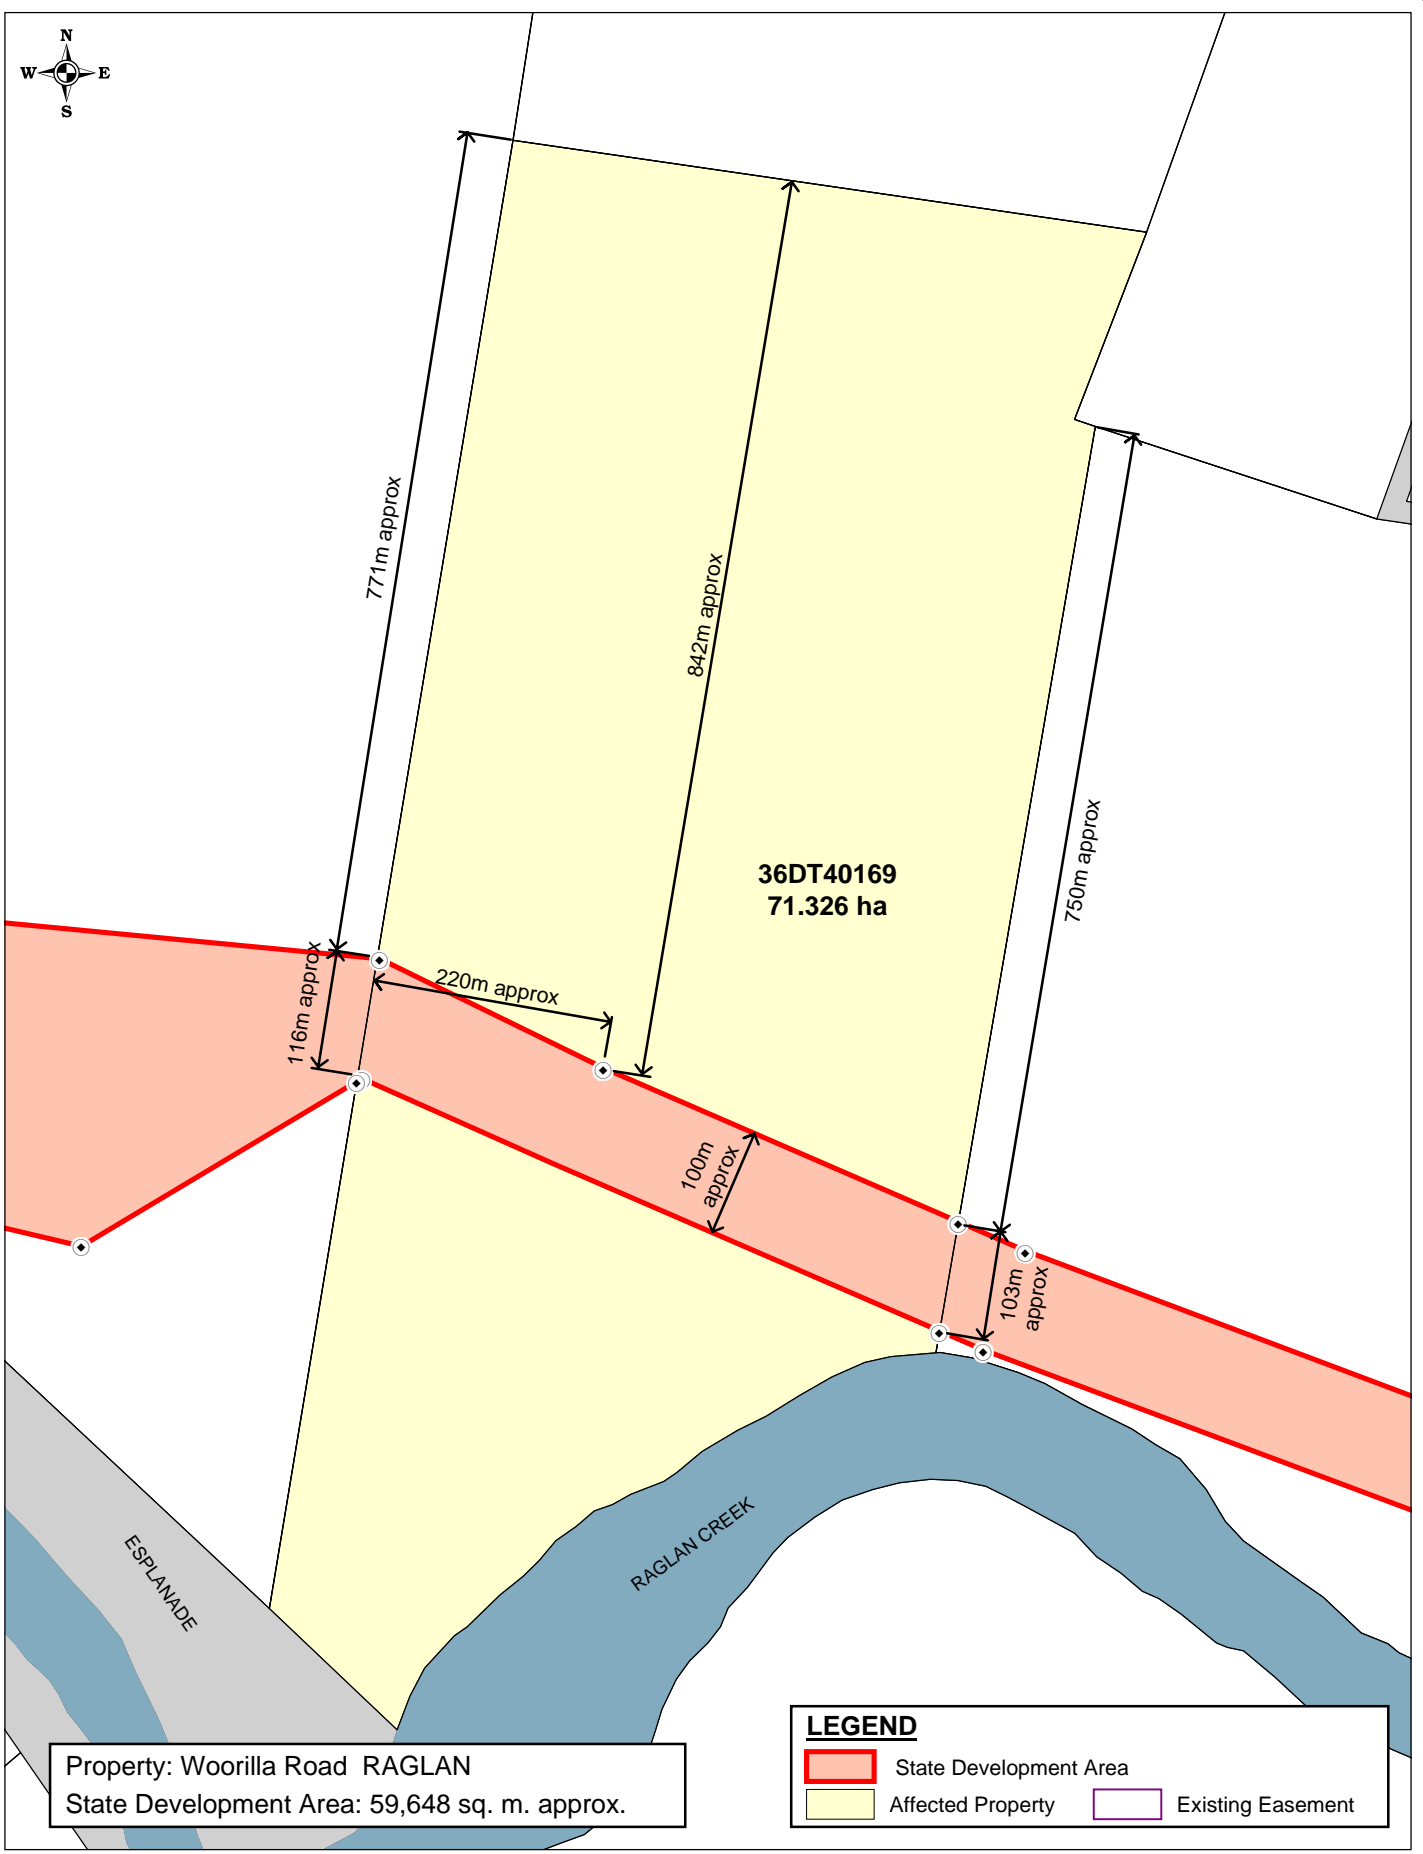 N
W E
S
771m approx
842m approx
750m approx
36DT40169
71.326 ha
116m approx
220m approx
100m
approx
103m
approx
ESPLANADE
RAGLAN CREEK
Property: Woorilla Road RAGLAN
State Development Area: 59,648 sq. m. approx.
LEGEND
State Development Area
Affected Property
Existing Easement